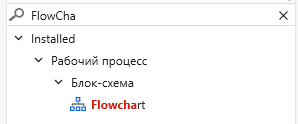 FlowCha
Installed
Рабочий процесс
Блок-схема
Flowchart